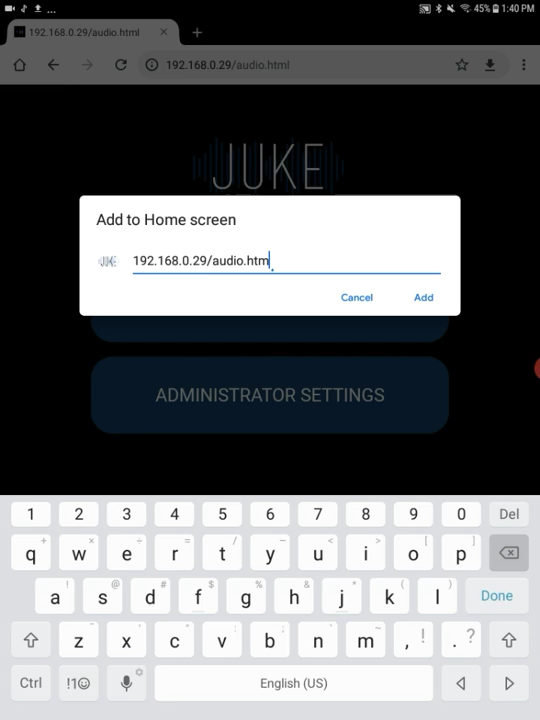 ... 45% 1:40 PM
192.168.0.29/audio.html
192.168.0.29/audio.html
JUKE
Add to Home screen
JUKE 192.168.0.29/audio.htm
Cancel Add
ADMINISTRATOR SETTINGS
1 2 3 4 5 6 7 8 9 0 Del
+ × ÷ = / _ < > [ ]
q w e r t y u i o p
! @ # $ % & * ( )
a s d f g h j k l Done
z x c v b n m , ! . ?
Ctrl !1☺ English (US)